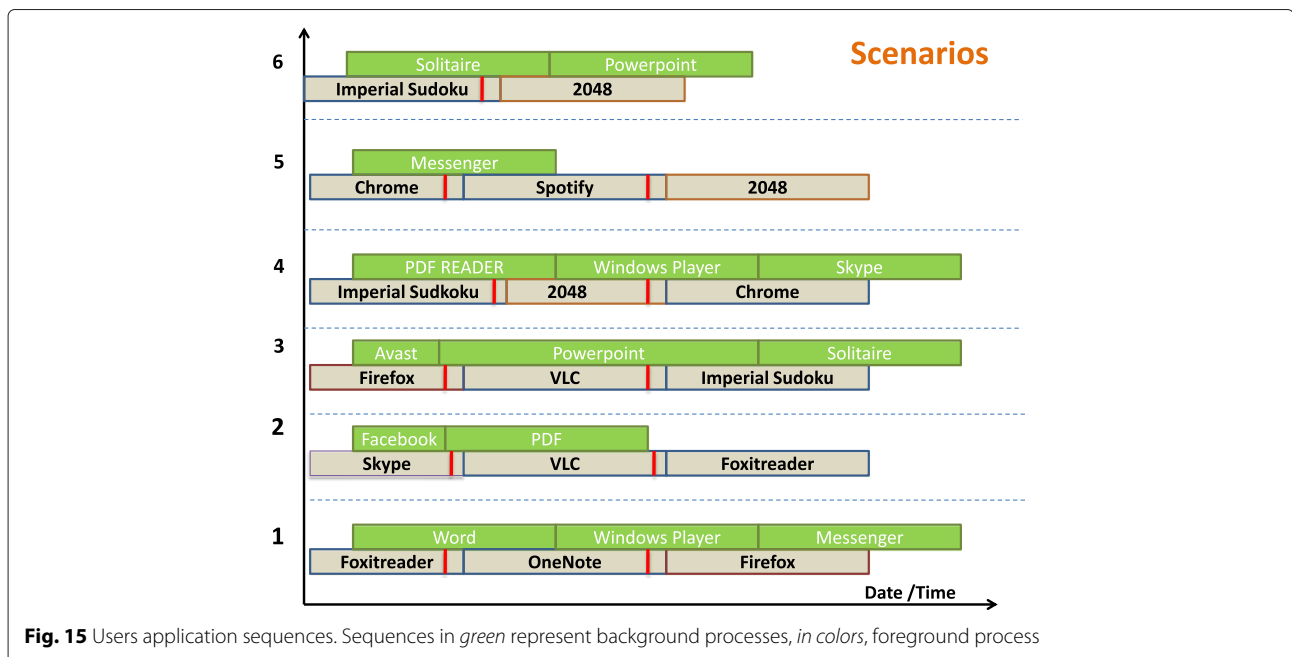 Scenarios
6
Solitaire Powerpoint
Imperial Sudoku 2048
5
Messenger
Chrome Spotify 2048
4
PDF READER Windows Player Skype
Imperial Sudkoku 2048 Chrome
3
Avast Powerpoint Solitaire
Firefox VLC Imperial Sudoku
2
Facebook PDF
Skype VLC Foxitreader
1
Word Windows Player Messenger
Foxitreader OneNote Firefox
Date /Time
Fig. 15 Users application sequences. Sequences in green represent background processes, in colors, foreground process